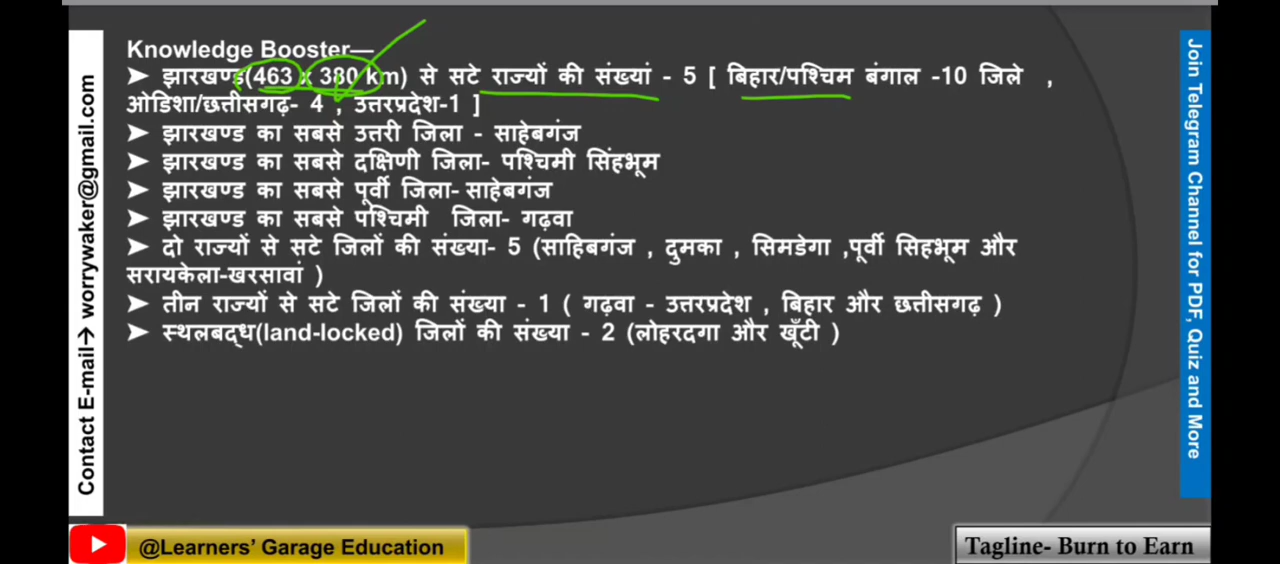 Knowledge Booster—
➤ झारखण्ड(463 x 380 km) से सटे राज्यों की संख्यां - 5 [ बिहार/पश्चिम बंगाल -10 जिले ,
ओडिशा/छत्तीसगढ़- 4 , उत्तरप्रदेश-1 ]
➤ झारखण्ड का सबसे उत्तरी जिला - साहेबगंज
➤ झारखण्ड का सबसे दक्षिणी जिला- पश्चिमी सिंहभूम
➤ झारखण्ड का सबसे पूर्वी जिला- साहेबगंज
➤ झारखण्ड का सबसे पश्चिमी जिला- गढ़वा
➤ दो राज्यों से सटे जिलों की संख्या- 5 (साहिबगंज , दुमका , सिमडेगा ,पूर्वी सिहभूम और
सरायकेला-खरसावां )
➤ तीन राज्यों से सटे जिलों की संख्या - 1 ( गढ़वा - उत्तरप्रदेश , बिहार और छत्तीसगढ़ )
➤ स्थलबद्ध(land-locked) जिलों की संख्या - 2 (लोहरदगा और खूँटी )
Contact E-mail→ worrywaker@gmail.com
Join Telegram Channel for PDF, Quiz and More
@Learners’ Garage Education
Tagline- Burn to Earn